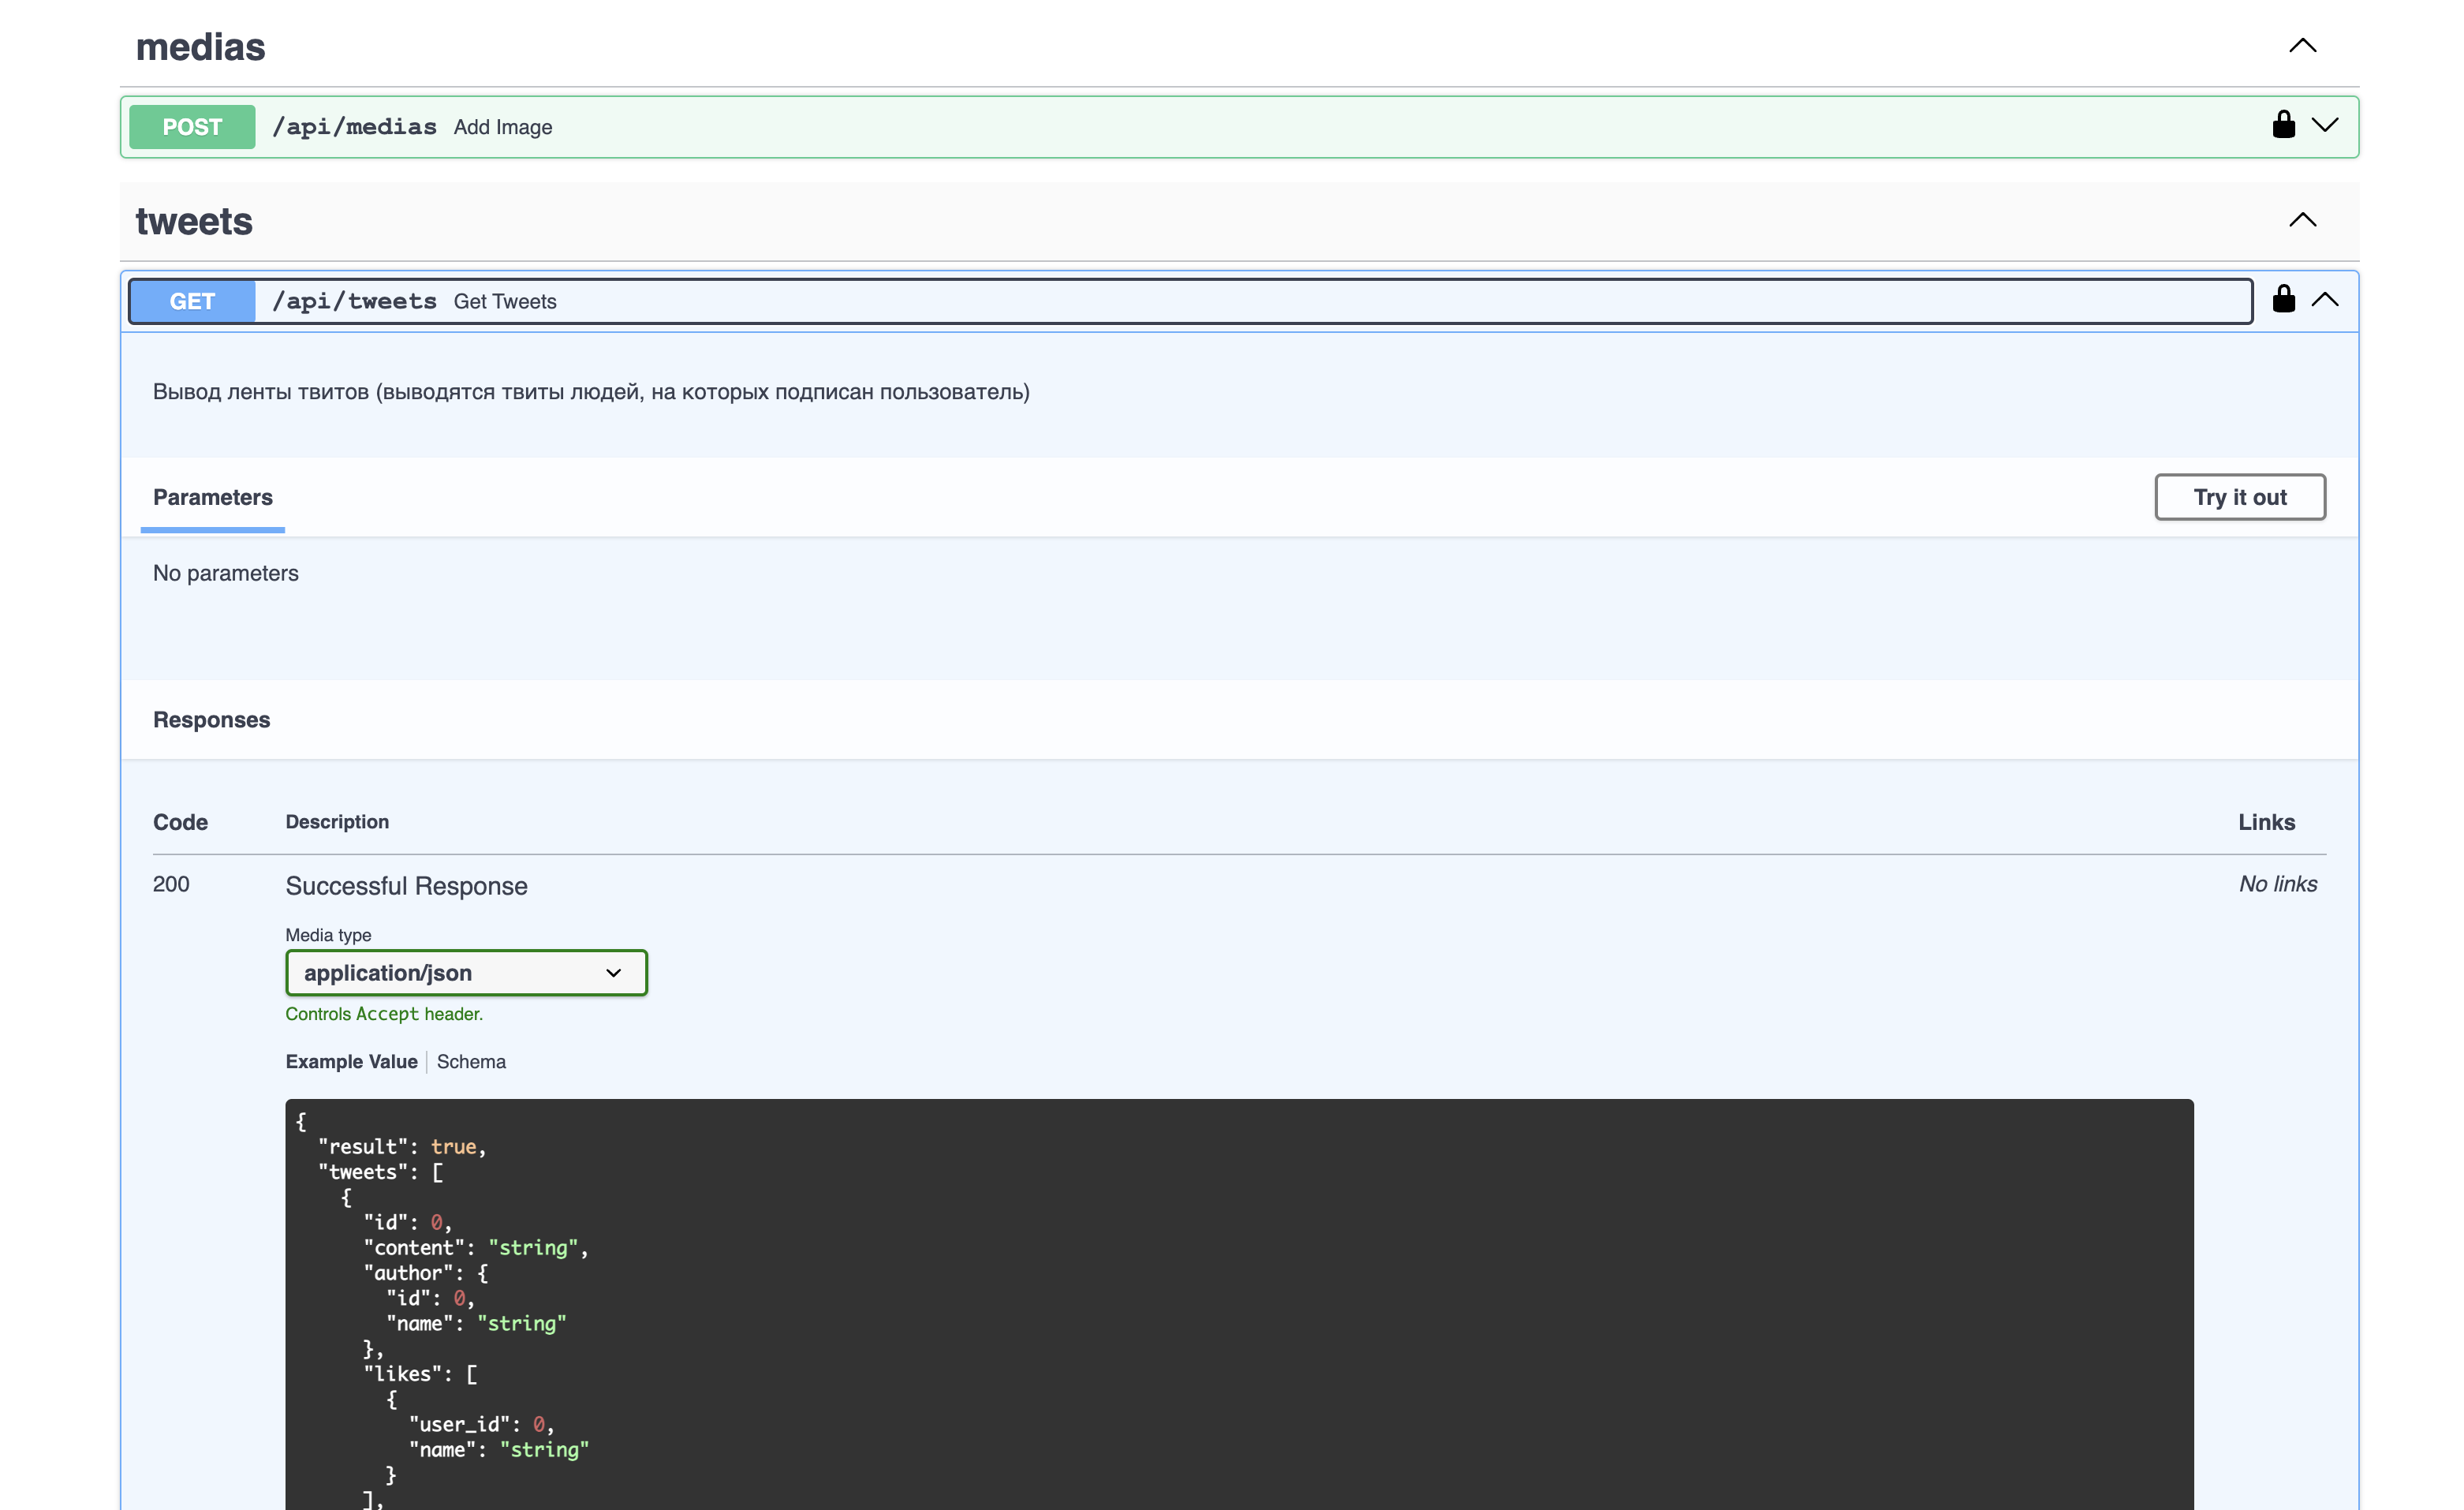 medias
POST /api/medias Add Image
tweets
GET /api/tweets Get Tweets
Вывод ленты твитов (выводятся твиты людей, на которых подписан пользователь)
Parameters Try it out
No parameters
Responses
Code Description Links
200 Successful Response No links
Media type
application/json
Controls Accept header.
Example Value Schema
{
  "result": true,
  "tweets": [
    {
      "id": 0,
      "content": "string",
      "author": {
        "id": 0,
        "name": "string"
      },
      "likes": [
        {
          "user_id": 0,
          "name": "string"
        }
      ],